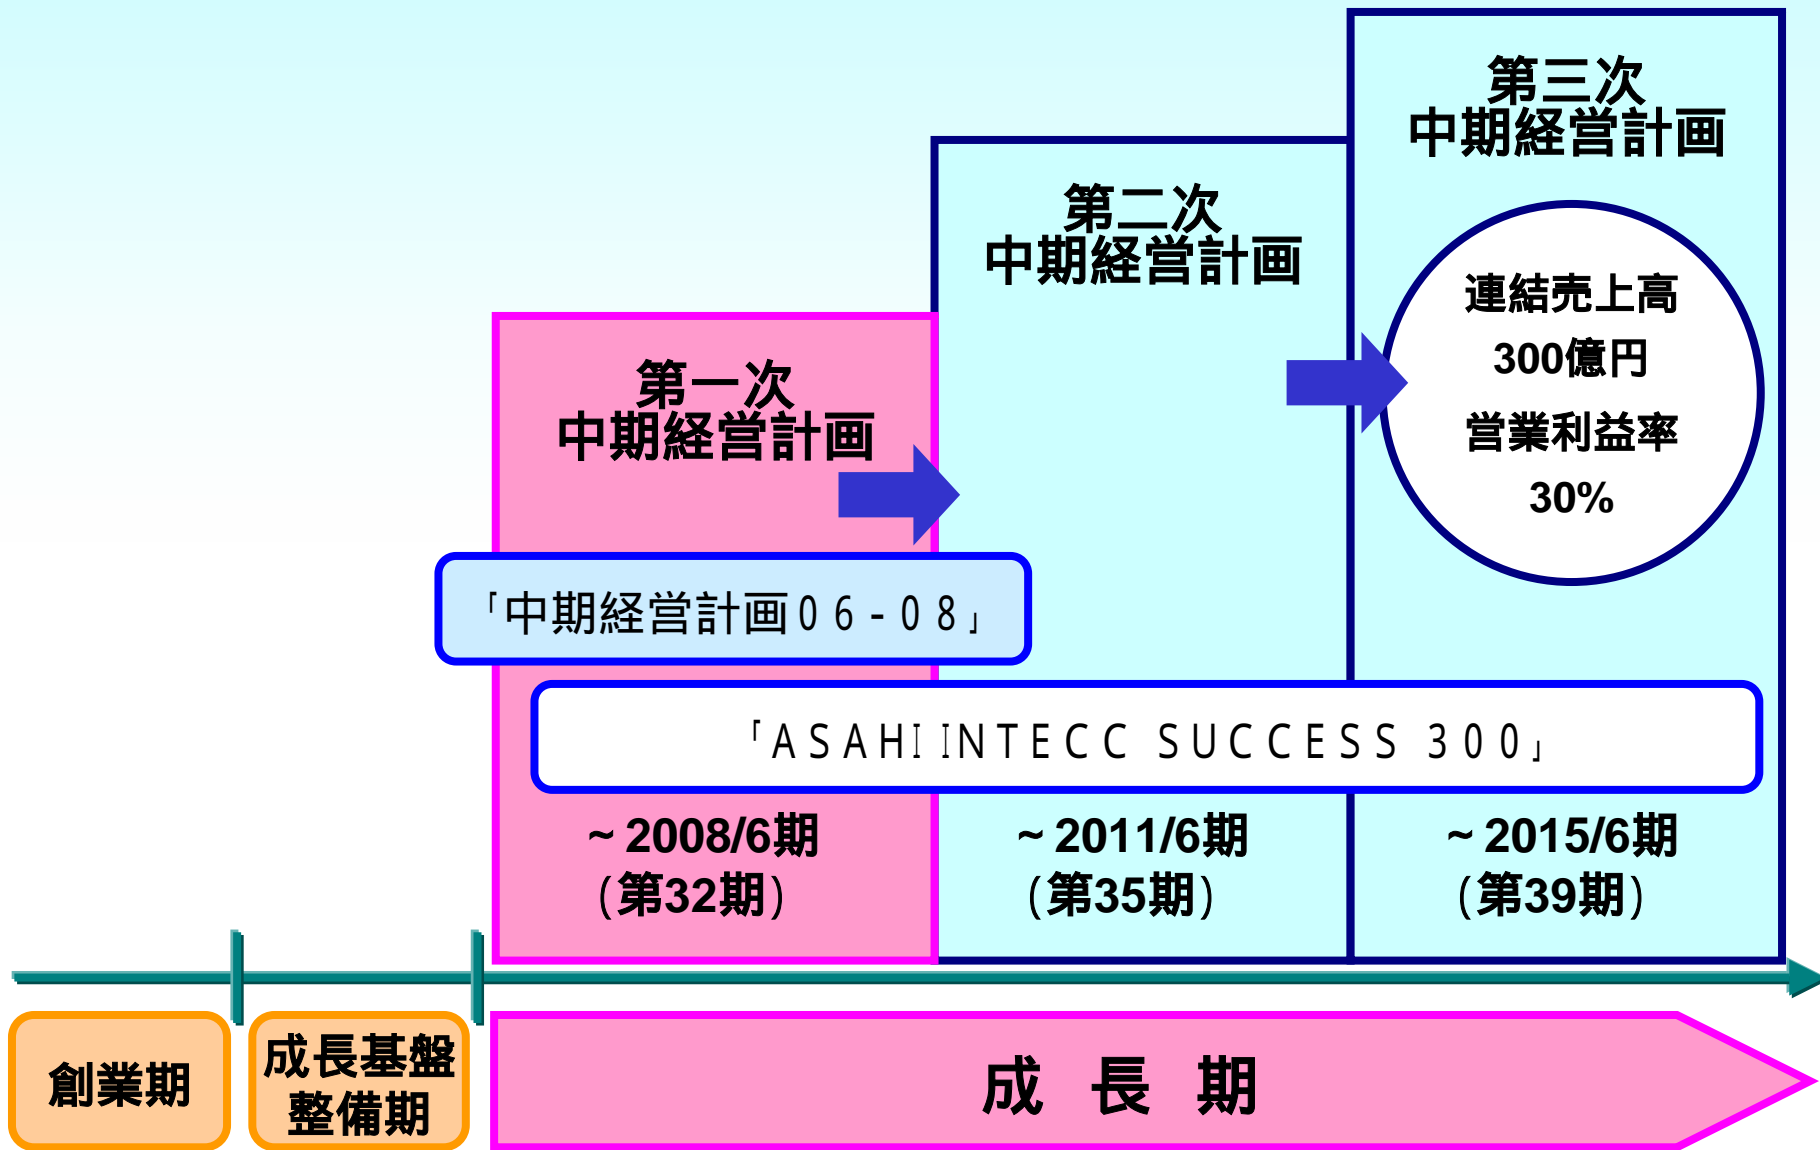 第三次
中期経営計画
連結売上高
300億円
営業利益率
30%
第二次
中期経営計画
第一次
中期経営計画
「中期経営計画06-08」
「ASAHI INTECC SUCCESS 300」
~2008/6期
(第32期)
~2011/6期
(第35期)
~2015/6期
(第39期)
創業期
成長基盤
整備期
成長期